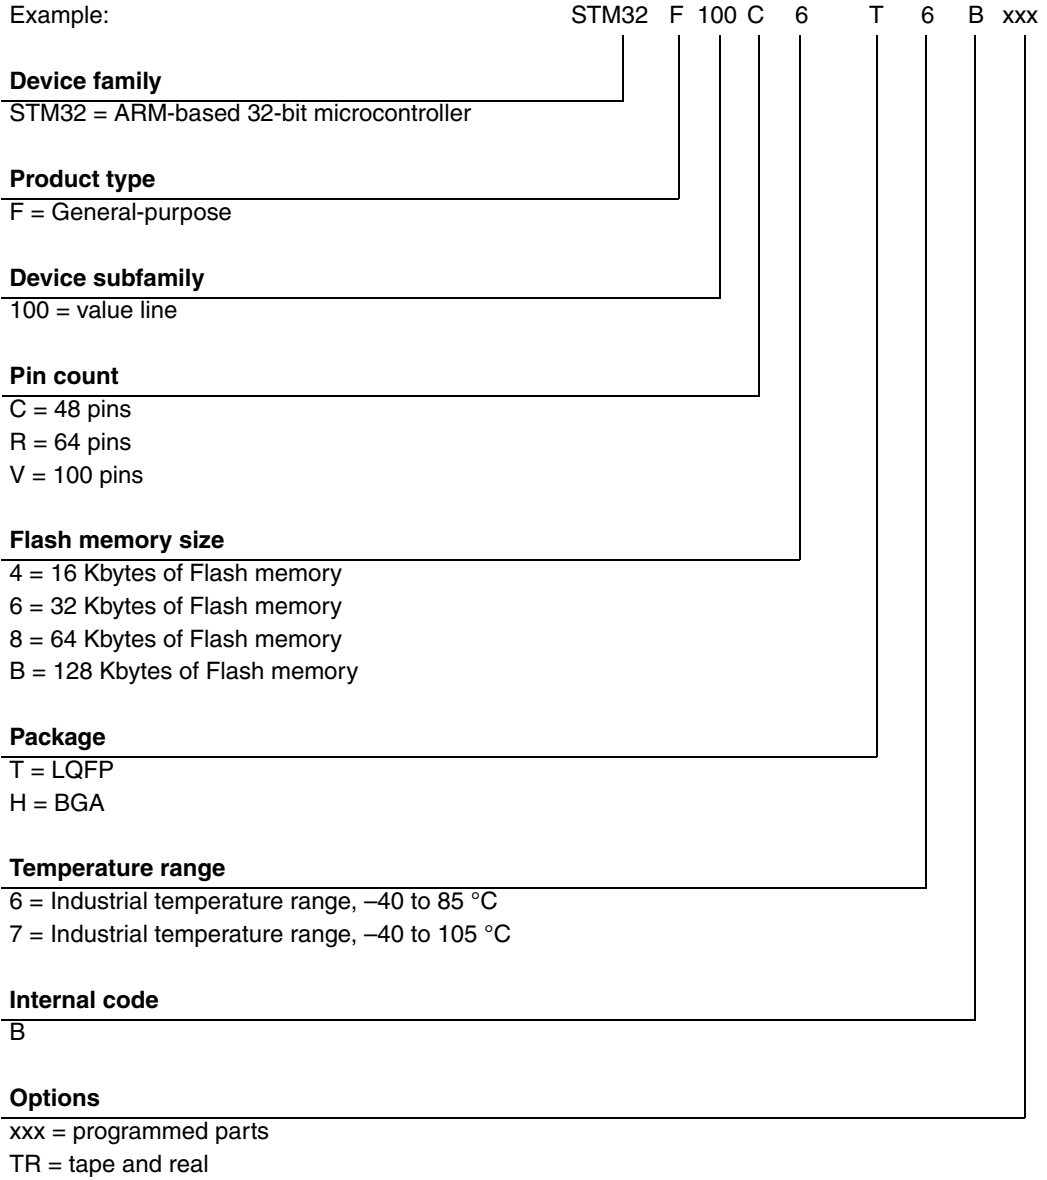 Example: STM32 F 100 C 6 T 6 B xxx
Device family
STM32 = ARM-based 32-bit microcontroller
Product type
F = General-purpose
Device subfamily
100 = value line
Pin count
C = 48 pins
R = 64 pins
V = 100 pins
Flash memory size
4 = 16 Kbytes of Flash memory
6 = 32 Kbytes of Flash memory
8 = 64 Kbytes of Flash memory
B = 128 Kbytes of Flash memory
Package
T = LQFP
H = BGA
Temperature range
6 = Industrial temperature range, –40 to 85 °C
7 = Industrial temperature range, –40 to 105 °C
Internal code
B
Options
xxx = programmed parts
TR = tape and real